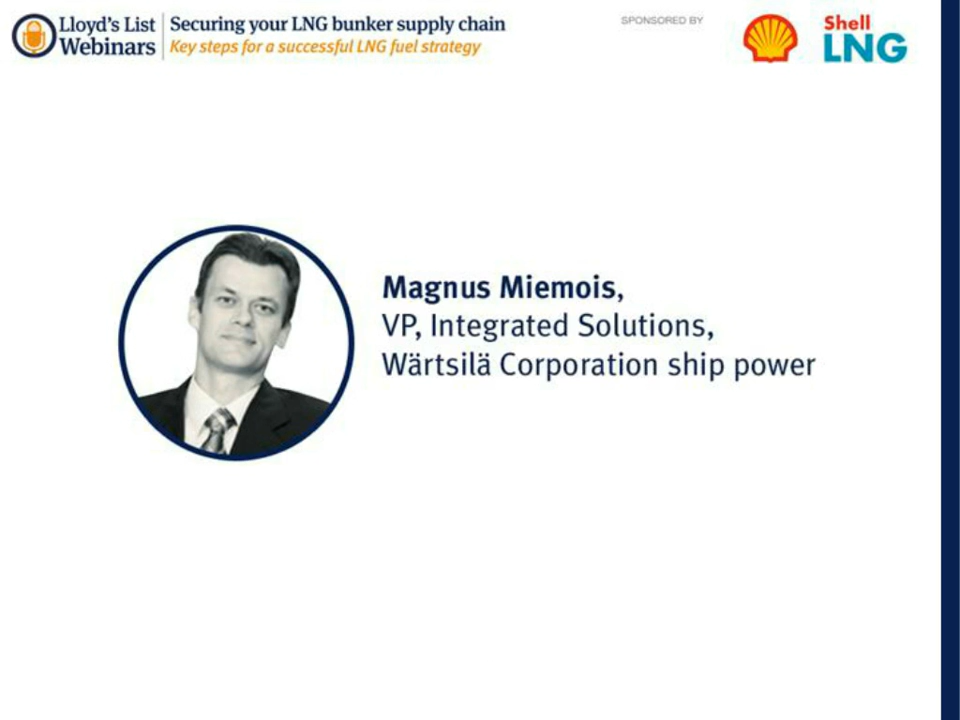 Lloyd's List
Webinars
Securing your LNG bunker supply chain
Key steps for a successful LNG fuel strategy
SPONSORED BY
Shell
LNG
Magnus Miemois,
VP, Integrated Solutions,
Wärtsilä Corporation ship power